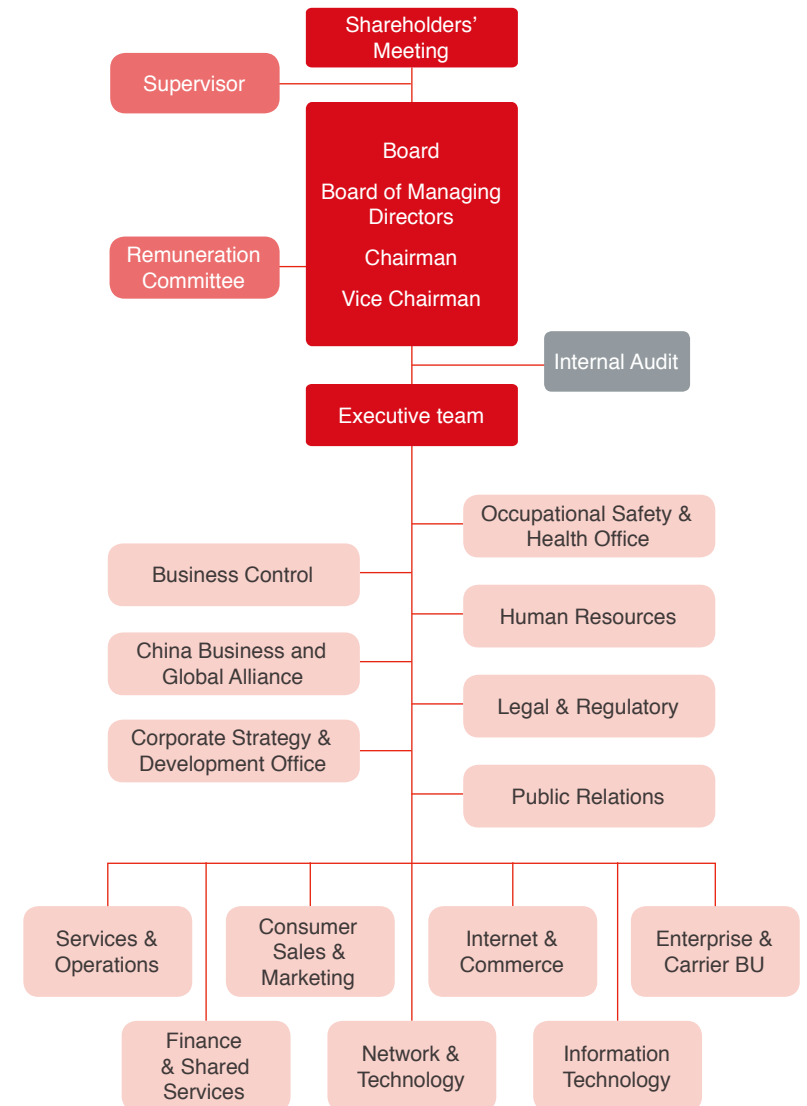 Shareholders'
Meeting
Supervisor
Board
Board of Managing
Directors
Chairman
Vice Chairman
Remuneration
Committee
Internal Audit
Executive team
Occupational Safety &
Health Office
Business Control
Human Resources
China Business and
Global Alliance
Legal & Regulatory
Corporate Strategy &
Development Office
Public Relations
Services &
Operations
Consumer
Sales &
Marketing
Internet &
Commerce
Enterprise &
Carrier BU
Finance
& Shared
Services
Network &
Technology
Information
Technology